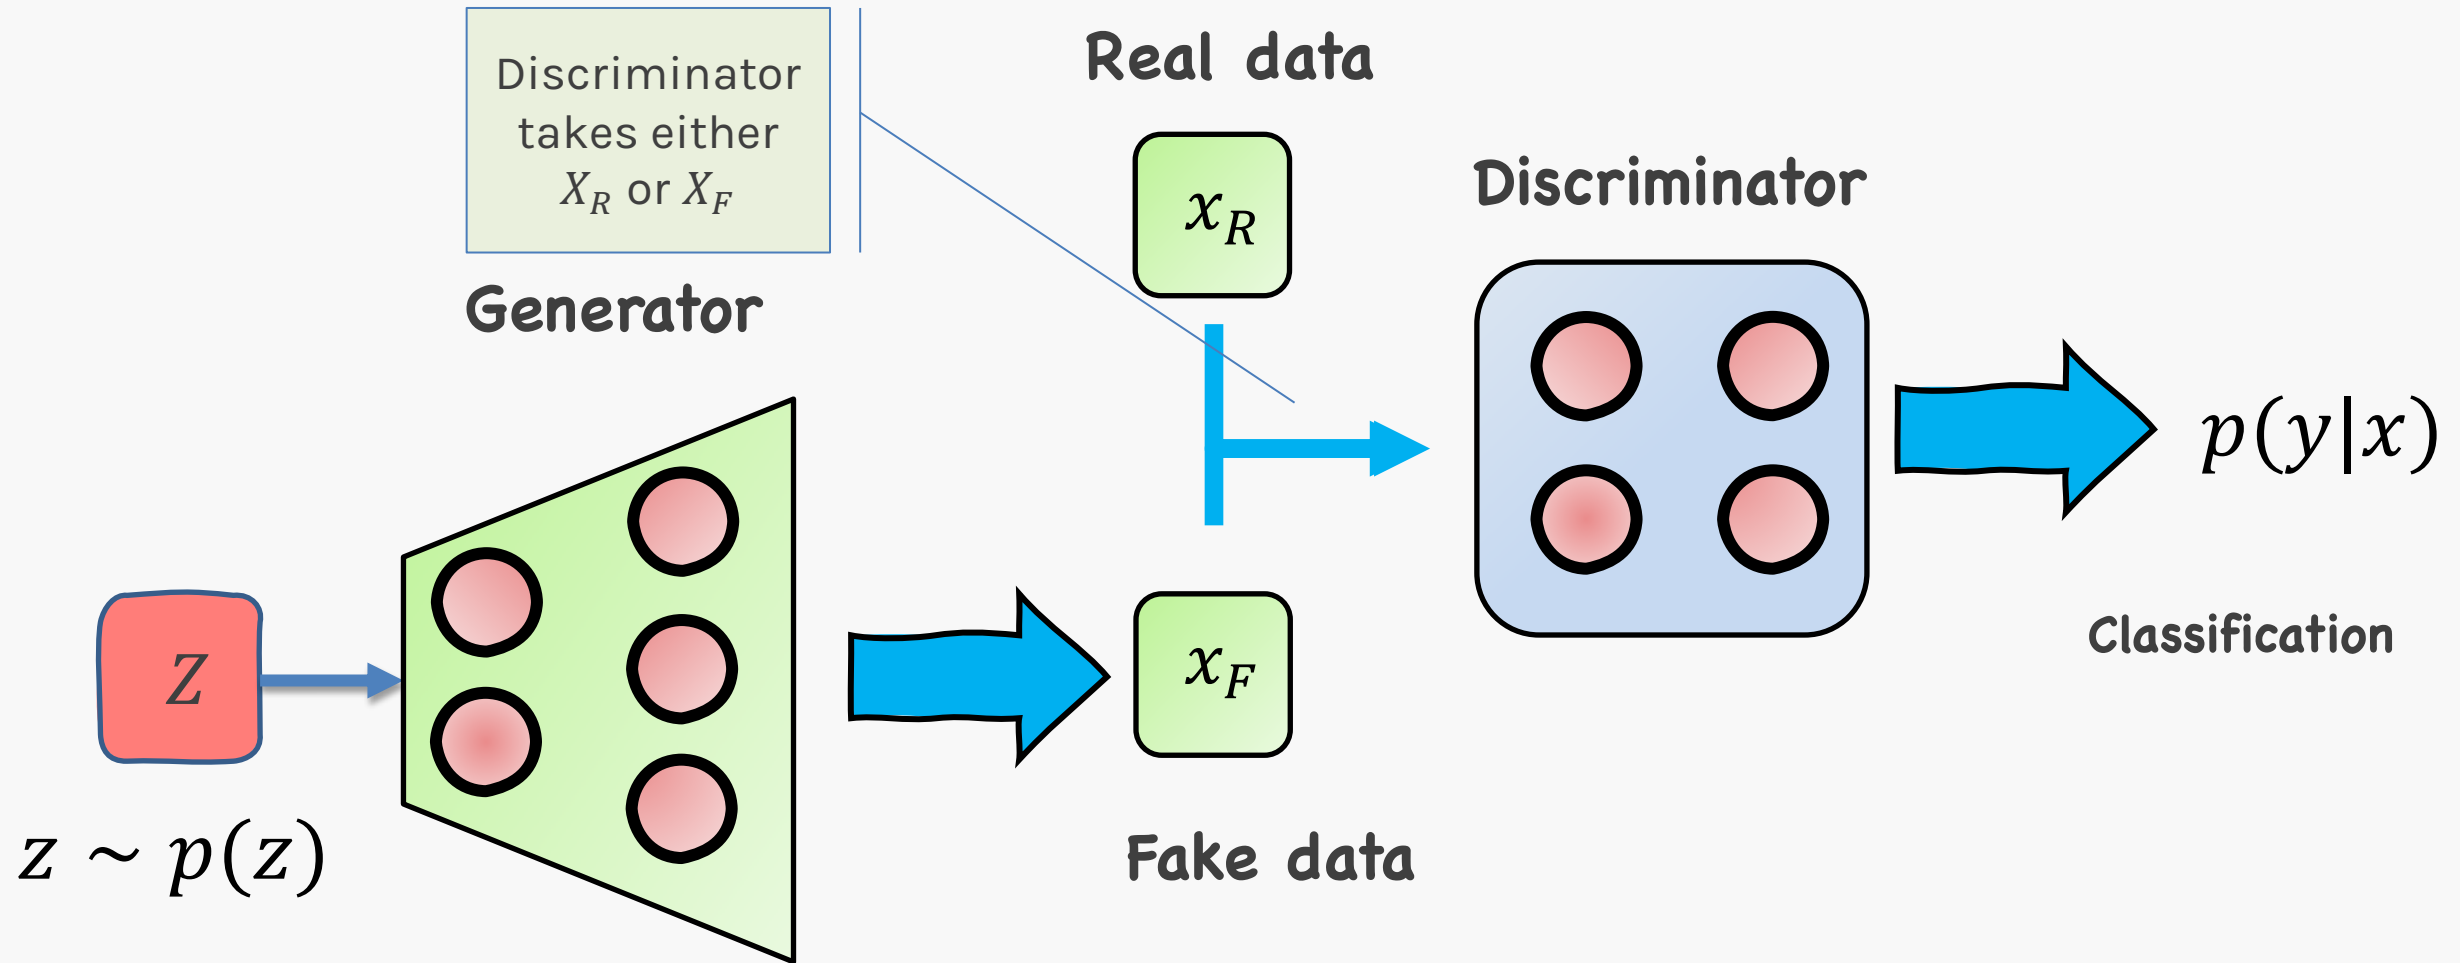 Discriminator
takes either
X_R or X_F
Real data
x_R
Discriminator
Generator
p(y|x)
Classification
Z
x_F
z ~ p(z)
Fake data